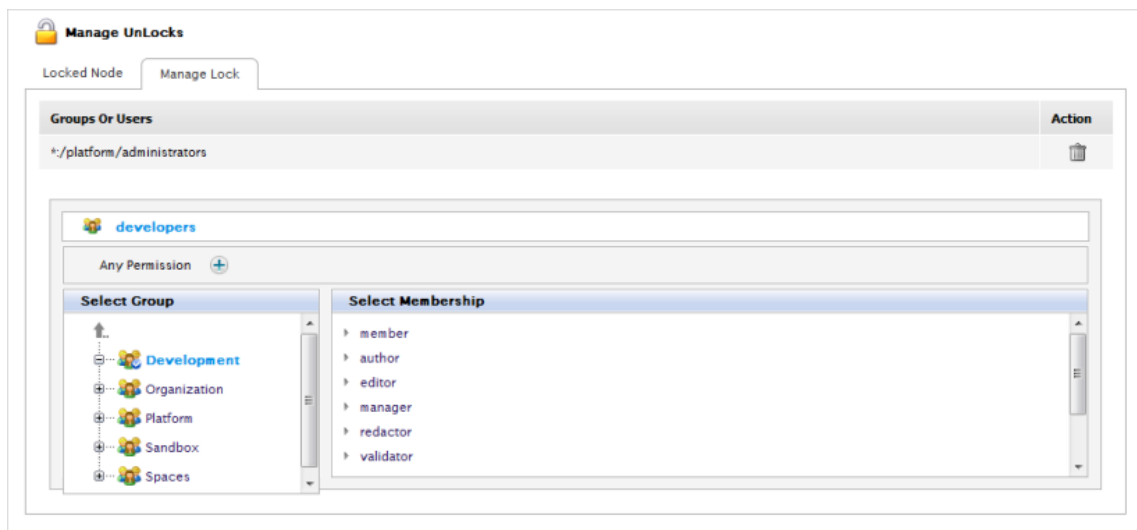 Manage UnLocks
Locked Node Manage Lock
Groups Or Users Action
*:/platform/administrators
developers
Any Permission
Select Group Select Membership
member
Development author
Organization editor
Platform manager
Sandbox redactor
Spaces validator